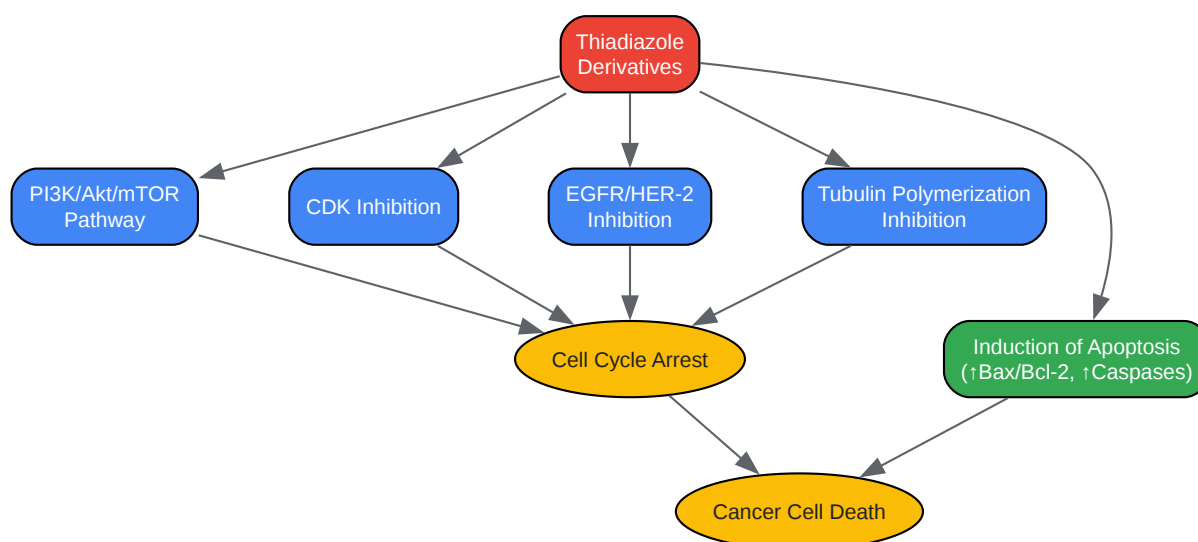 Thiadiazole
Derivatives
PI3K/Akt/mTOR
Pathway
CDK Inhibition
EGFR/HER-2
Inhibition
Tubulin Polymerization
Inhibition
Cell Cycle Arrest
Induction of Apoptosis
(↑Bax/Bcl-2, ↑Caspases)
Cancer Cell Death